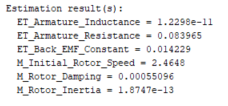 Estimation result(s):
ET_Armature_Inductance = 1.2298e-11
ET_Armature_Resistance = 0.083965
ET_Back_EMF_Constant = 0.014229
M_Initial_Rotor_Speed = 2.4648
M_Rotor_Damping = 0.00055096
M_Rotor_Inertia = 1.8747e-13